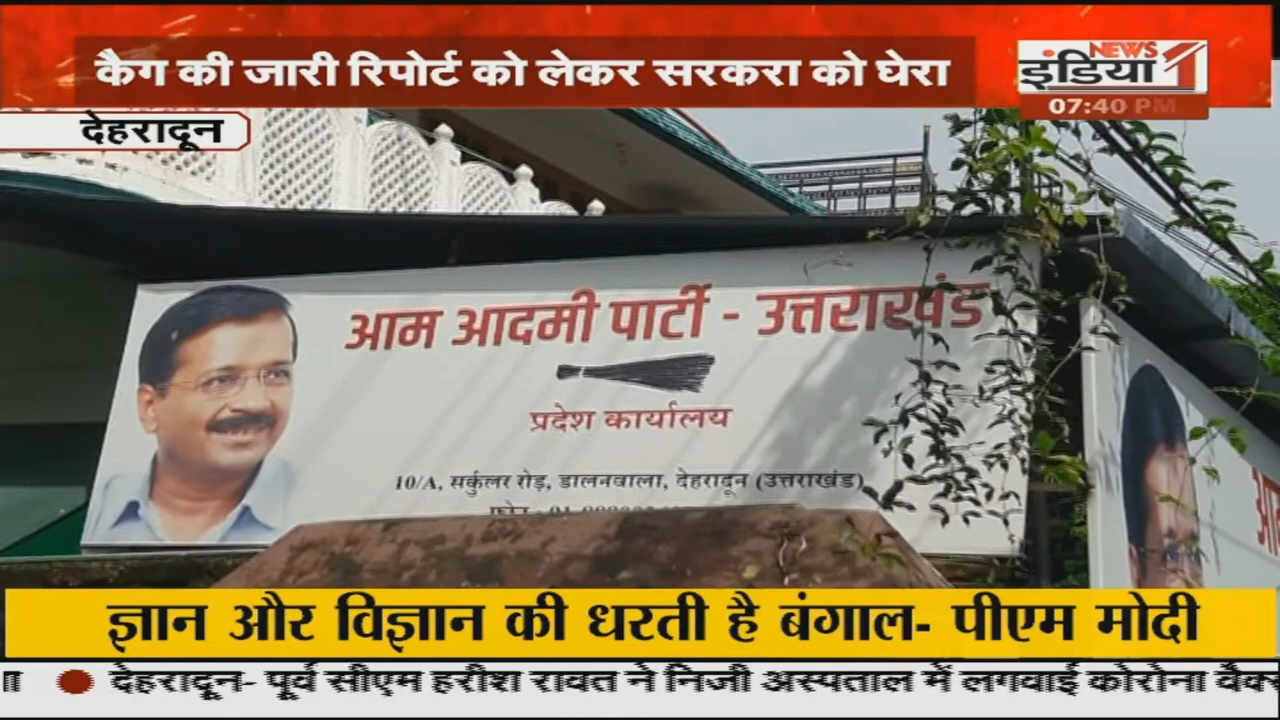 कैग की जारी रिपोर्ट को लेकर सरकरा को घेरा
NEWS
इंडिया 1
07:40 PM
देहरादून
आम आदमी पार्टी - उत्तराखंड
प्रदेश कार्यालय
10/A, सर्कुलर रोड़, डालनवाला, देहरादून (उत्तराखंड)
ज्ञान और विज्ञान की धरती है बंगाल- पीएम मोदी
देहरादून- पूर्व सीएम हरीश रावत ने निजी अस्पताल में लगवाई कोरोना